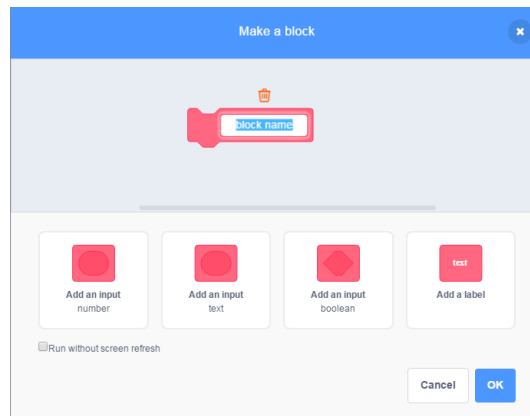 Make a block
block name
text
Add an input
number
Add an input
text
Add an input
boolean
Add a label
Run without screen refresh
Cancel
OK